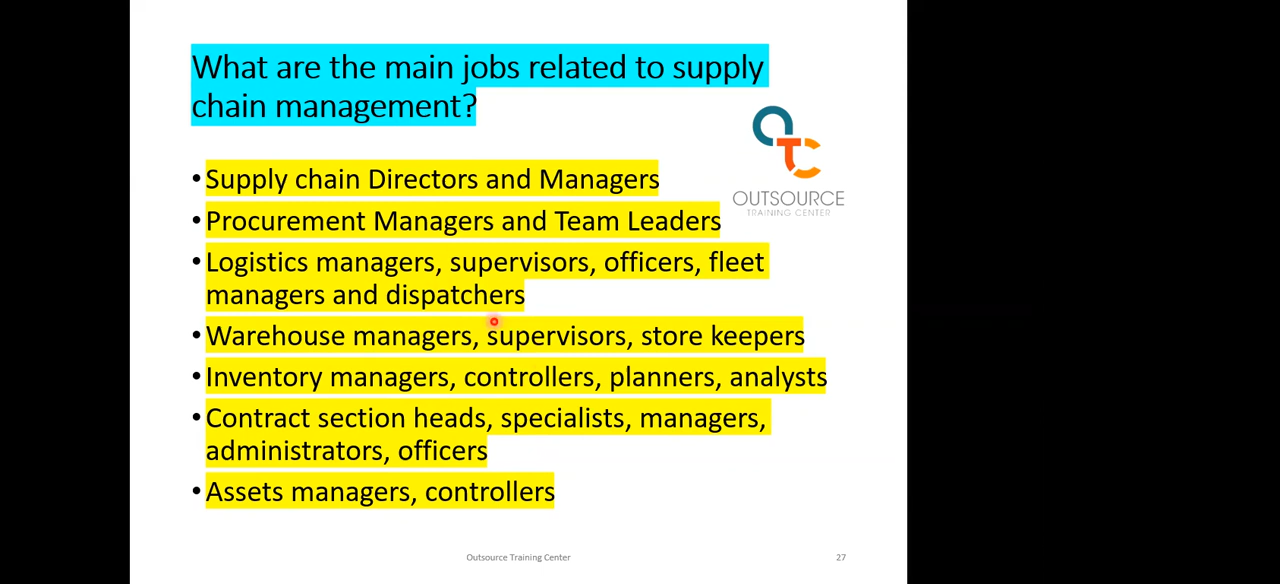 What are the main jobs related to supply
chain management?
•Supply chain Directors and Managers
•Procurement Managers and Team Leaders
•Logistics managers, supervisors, officers, fleet
managers and dispatchers
•Warehouse managers, supervisors, store keepers
•Inventory managers, controllers, planners, analysts
•Contract section heads, specialists, managers,
administrators, officers
•Assets managers, controllers
OTC
OUTSOURCE
TRAINING CENTER
Outsource Training Center
27